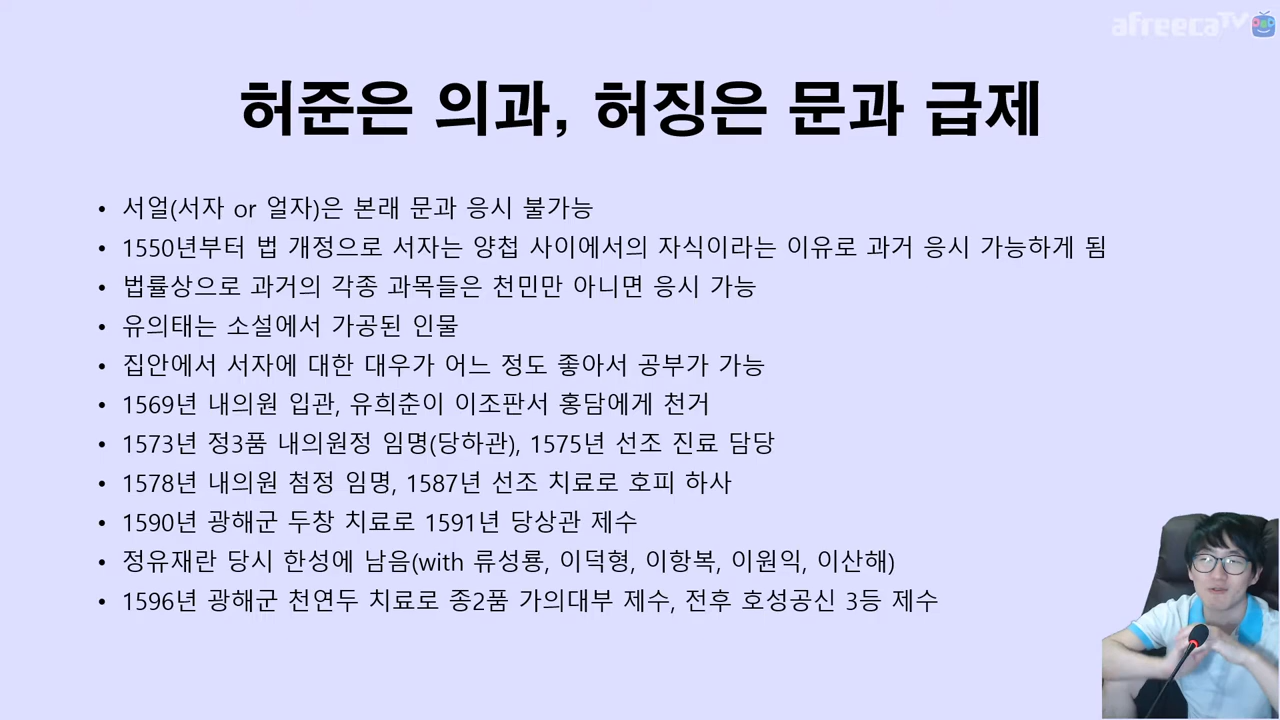 afreecaTV
허준은 의과, 허징은 문과 급제
• 서얼(서자 or 얼자)은 본래 문과 응시 불가능
• 1550년부터 법 개정으로 서자는 양첩 사이에서의 자식이라는 이유로 과거 응시 가능하게 됨
• 법률상으로 과거의 각종 과목들은 천민만 아니면 응시 가능
• 유의태는 소설에서 가공된 인물
• 집안에서 서자에 대한 대우가 어느 정도 좋아서 공부가 가능
• 1569년 내의원 입관, 유희춘이 이조판서 홍담에게 천거
• 1573년 정3품 내의원정 임명(당하관), 1575년 선조 진료 담당
• 1578년 내의원 첨정 임명, 1587년 선조 치료로 호피 하사
• 1590년 광해군 두창 치료로 1591년 당상관 제수
• 정유재란 당시 한성에 남음(with 류성룡, 이덕형, 이항복, 이원익, 이산해)
• 1596년 광해군 천연두 치료로 종2품 가의대부 제수, 전후 호성공신 3등 제수